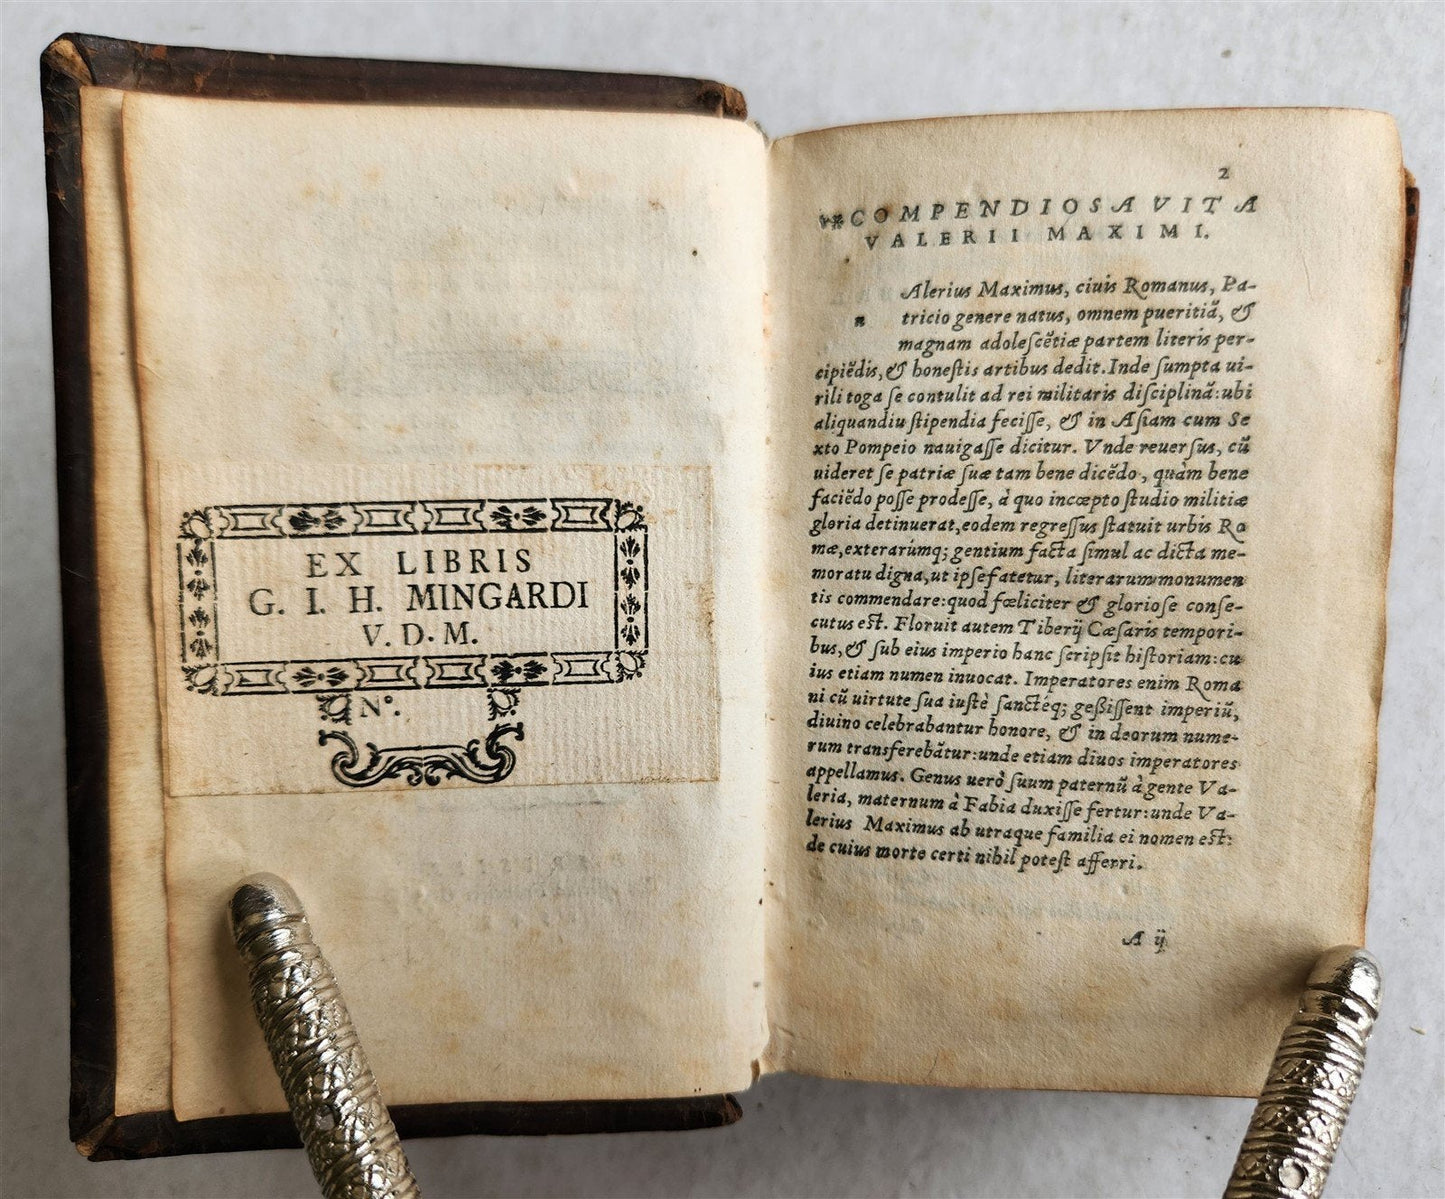 EX LIBRIS
G. I. H. MINGARDI
V. D. M.
N°.
2
COMPENDIOSA VITA
VALERII MAXIMI.
Alerius Maximus, ciuis Romanus, Pa-
u tricio genere natus, omnem pueritiã, &
magnam adolescẽtiæ partem literis per-
cipiẽdis, & honestis artibus dedit. Inde sumpta ui-
rili toga se contulit ad rei militaris disciplinã: ubi
aliquandiu stipendia fecisse, & in Asiam cum Se
xto Pompeio nauigasse dicitur. Vnde reuersus, cũ
uideret se patriæ suæ tam bene dicẽdo, quàm bene
faciẽdo posse prodesse, à quo incœpto studio militiæ
gloria detinuerat, eodem regressus statuit urbis Ro
mæ, exterarúmq; gentium facta simul ac dicta me-
moratu digna, ut ipse fatetur, literarum monumen
tis commendare: quod fœliciter & gloriose conse-
cutus est. Floruit autem Tiberij Cæsaris tempori-
bus, & sub eius imperio hanc scripsit historiam: cu
ius etiam numen inuocat. Imperatores enim Roma
ni cũ uirtute sua iustè sanctéq; gessissent imperiũ,
diuino celebrabantur honore, & in deorum nume-
rum transferebãtur: unde etiam diuos imperatores
appellamus. Genus uerò suum paternũ à gente Va-
leria, maternum à Fabia duxisse fertur: unde Va-
lerius Maximus ab utraque familia ei nomen est:
de cuius morte certi nihil potest afferri.
A ij